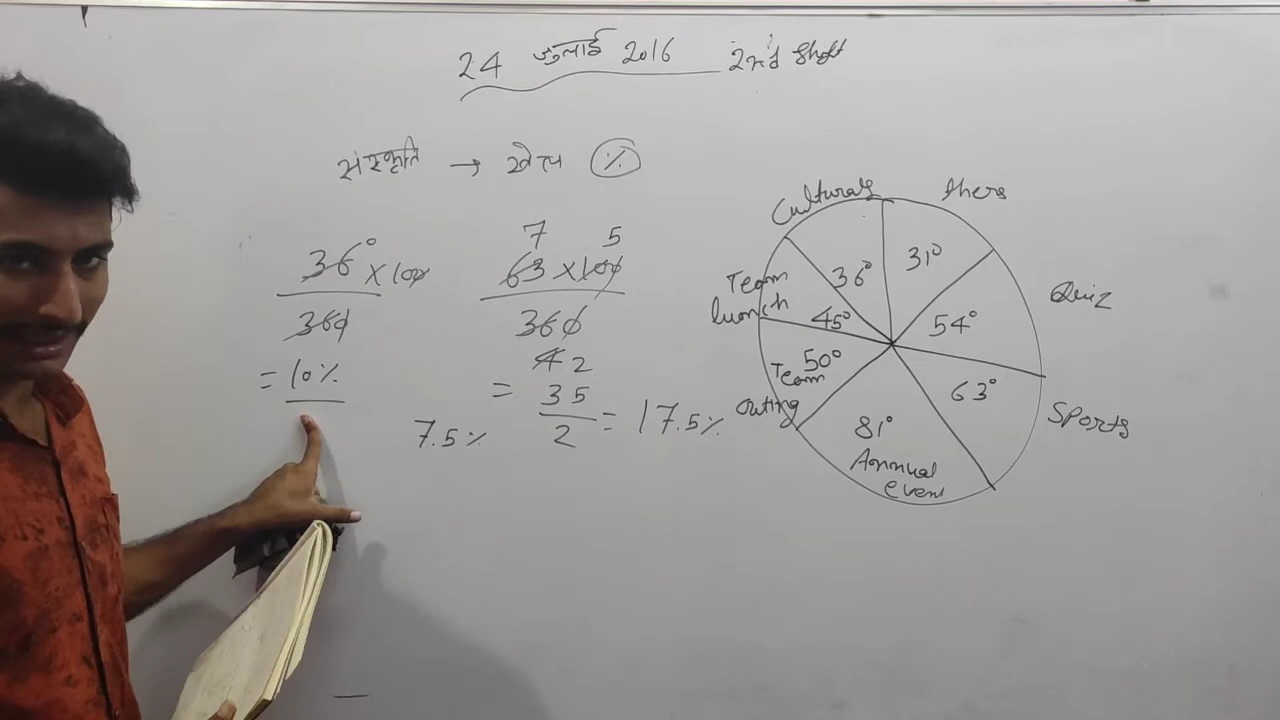 24 जुलाई 2016 2nd Shift
संस्कृति → खेल %
36° × 100
360
= 10%
7 5
63 × 100
360
42
= 35
2
= 17.5%
7.5%
Culturals
thers
36°
31°
Team
lunch
45°
Quiz
54°
50°
Team
Outing
63°
Sports
81°
Annual
event